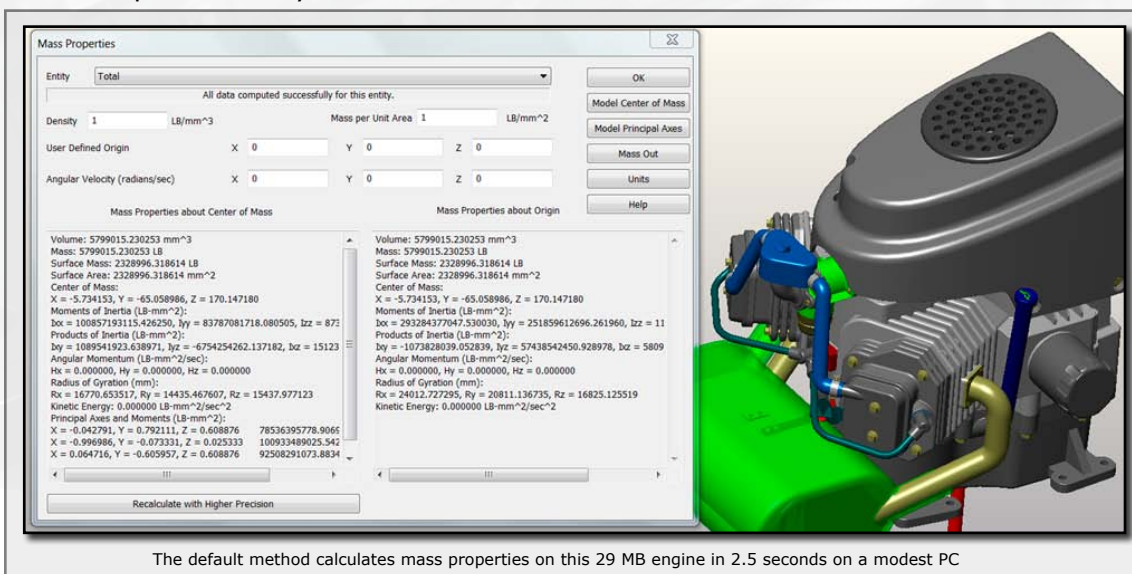 Mass Properties
Entity Total
All data computed successfully for this entity.
Density 1 LB/mm^3 Mass per Unit Area 1 LB/mm^2
User Defined Origin X 0 Y 0 Z 0
Angular Velocity (radians/sec) X 0 Y 0 Z 0
OK
Model Center of Mass
Model Principal Axes
Mass Out
Units
Help
Mass Properties about Center of Mass
Volume: 5799015.230253 mm^3
Mass: 5799015.230253 LB
Surface Mass: 2328996.318614 LB
Surface Area: 2328996.318614 mm^2
Center of Mass:
X = -5.734153, Y = -65.058986, Z = 170.147180
Moments of Inertia (LB-mm^2):
Ixx = 100857193115.426250, Iyy = 83787081718.080505, Izz = 873
Products of Inertia (LB-mm^2):
Ixy = 1089541923.638971, Iyz = -6754254262.137182, Ixz = 15123
Angular Momentum (LB-mm^2/sec):
Hx = 0.000000, Hy = 0.000000, Hz = 0.000000
Radius of Gyration (mm):
Rx = 16770.653517, Ry = 14435.467607, Rz = 15437.977123
Kinetic Energy: 0.000000 LB-mm^2/sec^2
Principal Axes and Moments (LB-mm^2):
X = -0.042791, Y = 0.792111, Z = 0.608876 78536395778.9069
X = -0.996986, Y = -0.073331, Z = 0.025333 100933489025.542
X = 0.064716, Y = -0.605957, Z = 0.608876 92508291073.8834
Mass Properties about Origin
Volume: 5799015.230253 mm^3
Mass: 5799015.230253 LB
Surface Mass: 2328996.318614 LB
Surface Area: 2328996.318614 mm^2
Center of Mass:
X = -5.734153, Y = -65.058986, Z = 170.147180
Moments of Inertia (LB-mm^2):
Ixx = 293284377047.530030, Iyy = 251859612696.261960, Izz = 11
Products of Inertia (LB-mm^2):
Ixy = -1073828039.052839, Iyz = 57438542450.928978, Ixz = 5809
Angular Momentum (LB-mm^2/sec):
Hx = 0.000000, Hy = 0.000000, Hz = 0.000000
Radius of Gyration (mm):
Rx = 24012.727295, Ry = 20811.136735, Rz = 16825.125519
Kinetic Energy: 0.000000 LB-mm^2/sec^2
Recalculate with Higher Precision
The default method calculates mass properties on this 29 MB engine in 2.5 seconds on a modest PC